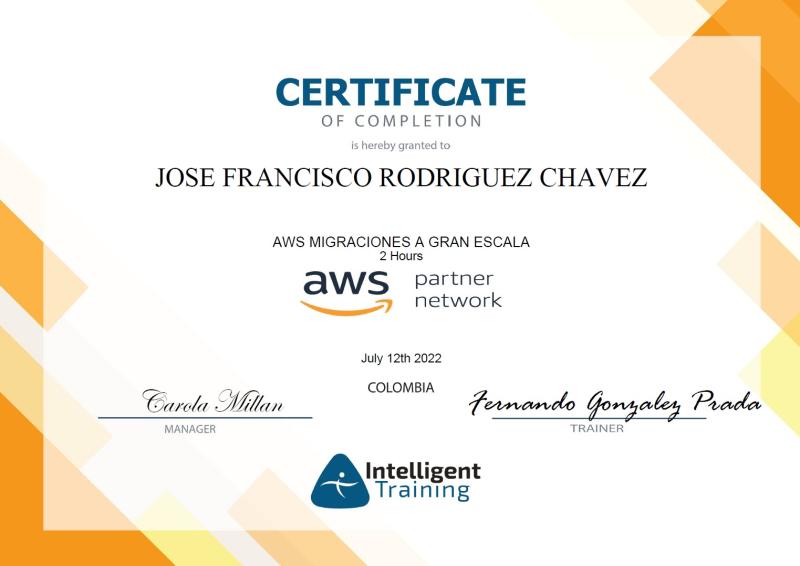 CERTIFICATE
OF COMPLETION
is hereby granted to
JOSE FRANCISCO RODRIGUEZ CHAVEZ
AWS MIGRACIONES A GRAN ESCALA
2 Hours
aws partner
network
July 12th 2022
COLOMBIA
Carola Millan
MANAGER
Fernando Gonzalez Prada
TRAINER
Intelligent
Training